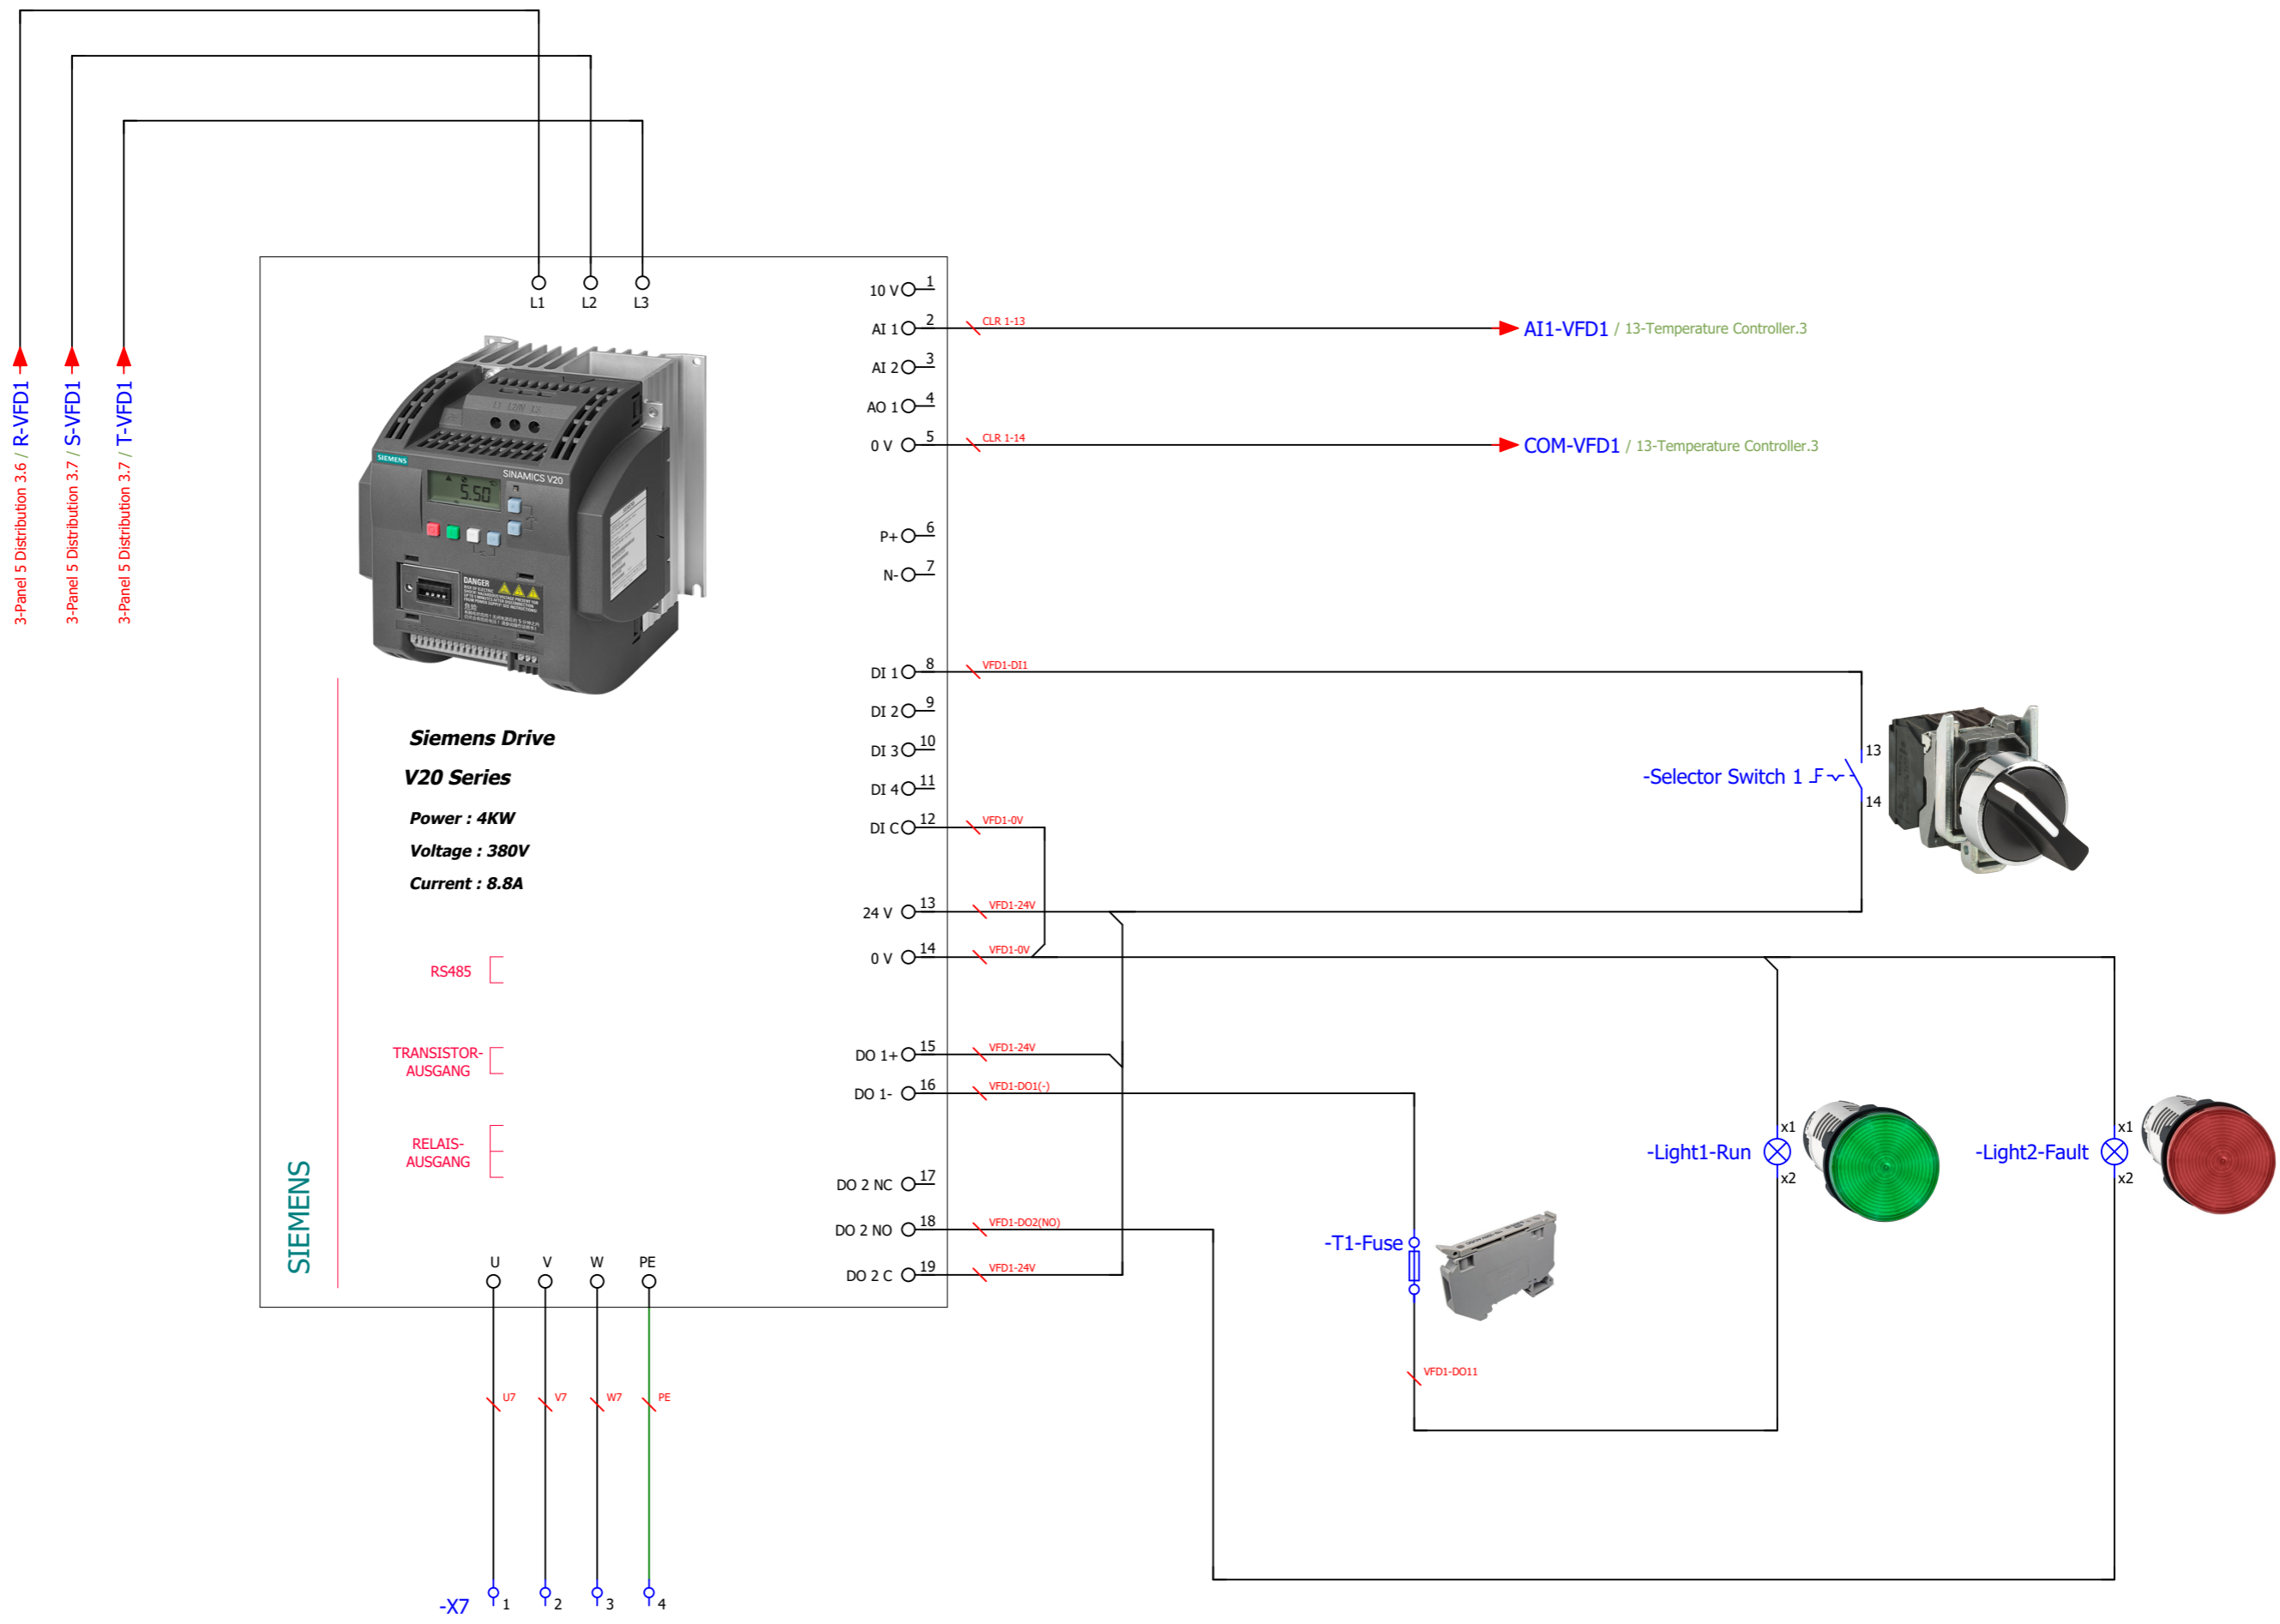 L1
L2
L3
3-Panel 5 Distribution 3.6 / R-VFD1
3-Panel 5 Distribution 3.7 / S-VFD1
3-Panel 5 Distribution 3.7 / T-VFD1
SIEMENS
SINAMICS V20
5.50
DANGER
Siemens Drive
V20 Series
Power : 4KW
Voltage : 380V
Current : 8.8A
RS485
TRANSISTOR-
AUSGANG
RELAIS-
AUSGANG
SIEMENS
10 V 1
AI 1 2 CLR 1-13 AI1-VFD1 / 13-Temperature Controller.3
AI 2 3
AO 1 4
0 V 5 CLR 1-14 COM-VFD1 / 13-Temperature Controller.3
P+ 6
N- 7
DI 1 8 VFD1-DI1
DI 2 9
DI 3 10
DI 4 11
DI C 12 VFD1-0V
24 V 13 VFD1-24V
0 V 14 VFD1-0V
DO 1+ 15 VFD1-24V
DO 1- 16 VFD1-DO1(-)
DO 2 NC 17
DO 2 NO 18 VFD1-DO2(NO)
DO 2 C 19 VFD1-24V
13
-Selector Switch 1
14
x1
-Light1-Run
x2
x1
-Light2-Fault
x2
-T1-Fuse
VFD1-DO11
U V W PE
U7 V7 W7 PE
-X7 1 2 3 4